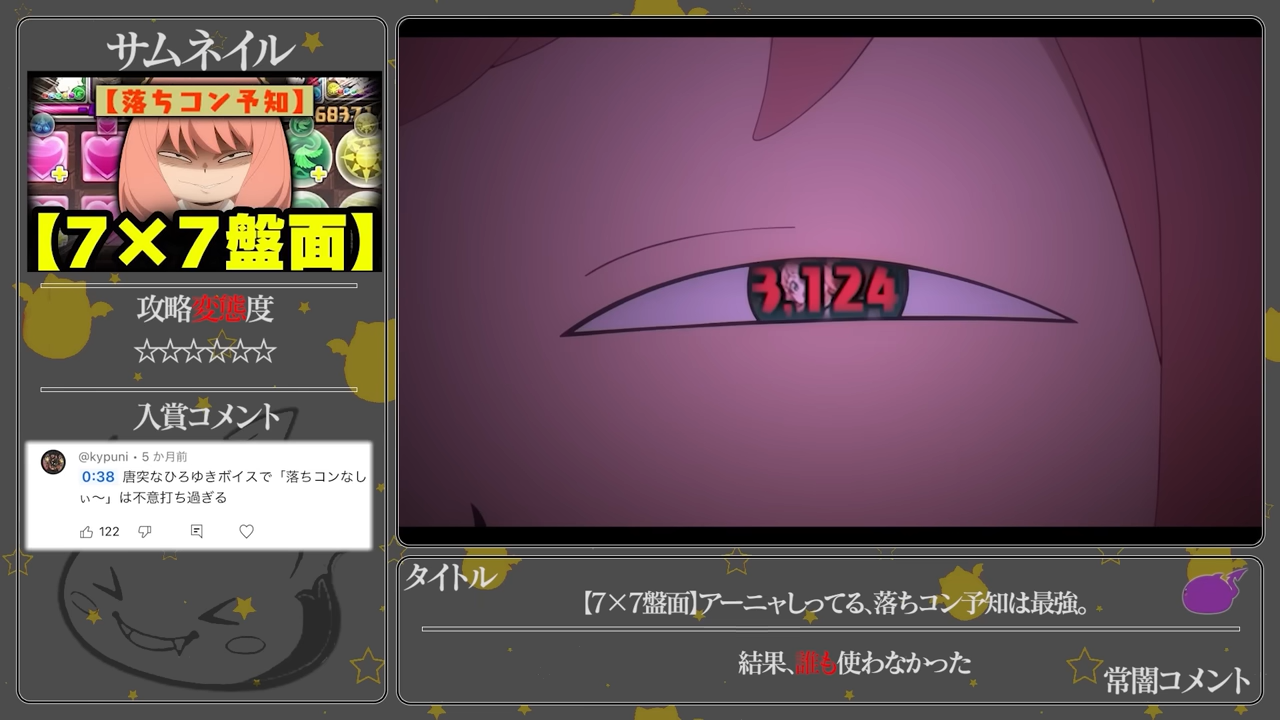 サムネイル
【落ちコン予知】
【7×7盤面】
攻略変態度
☆☆☆☆☆☆
入賞コメント
@kypuni・5 か月前
0:38 唐突なひろゆきボイスで「落ちコンなし
ぃ〜」は不意打ち過ぎる
122
3,124
タイトル
【7×7盤面】アーニャしってる、落ちコン予知は最強。
結果、誰も使わなかった
常闇コメント